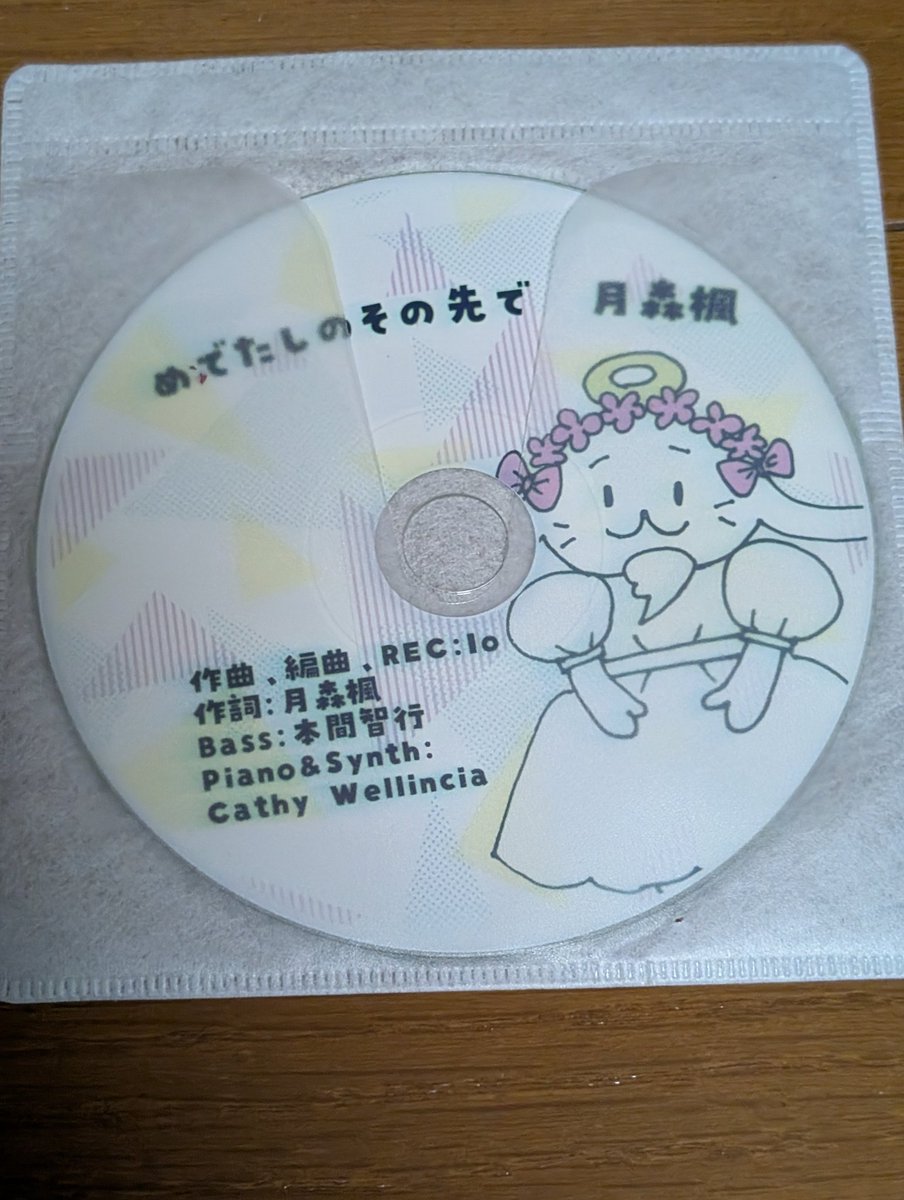 めでたしのその先で
月森楓
作曲、編曲、REC:lo
作詞:月森楓
Bass:本間智行
Piano&Synth:
Cathy Wellincia